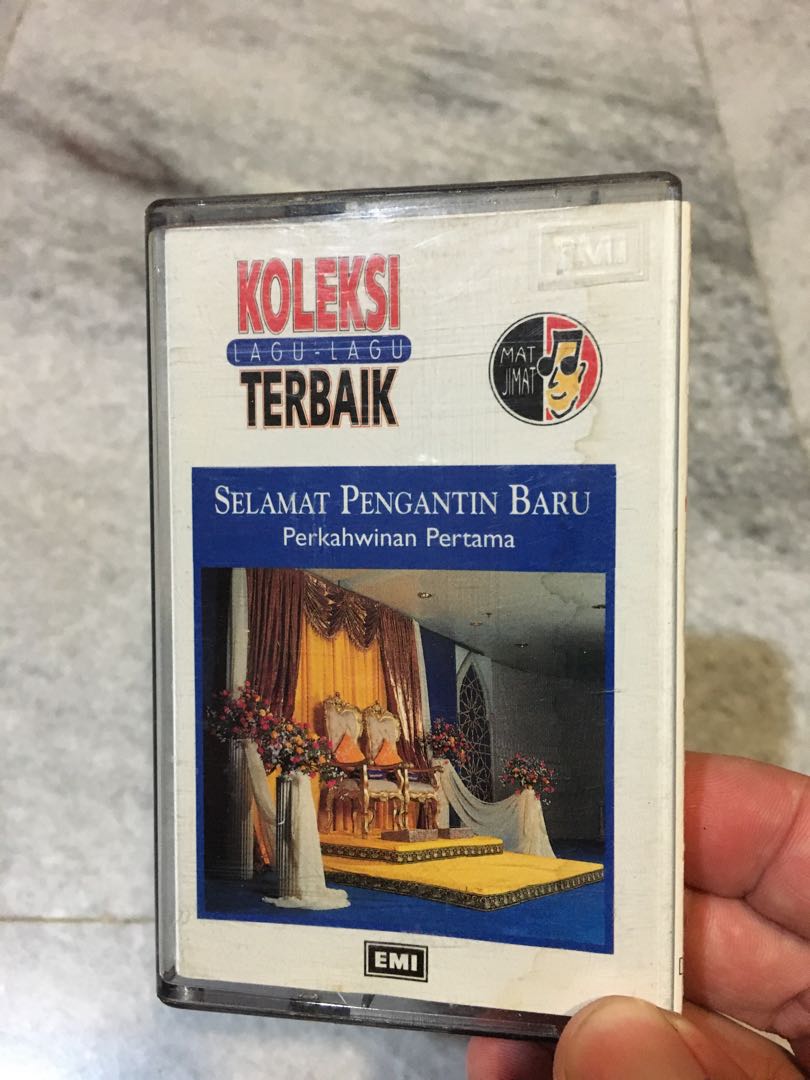 EMI
KOLEKSI
LAGU-LAGU
TERBAIK
MAT
JIMAT
SELAMAT PENGANTIN BARU
Perkahwinan Pertama
EMI